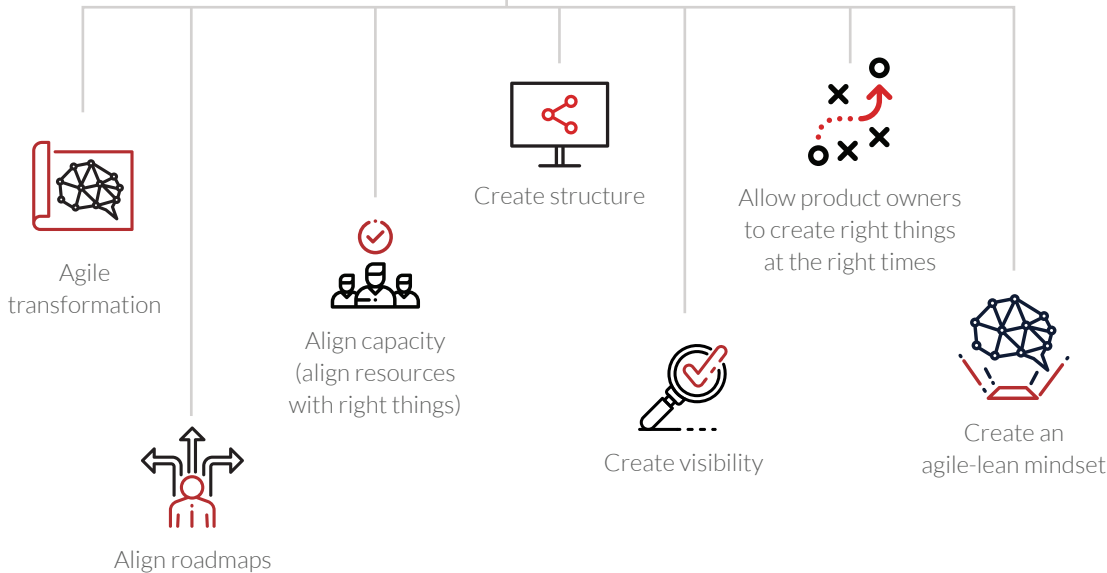 Agile
transformation
Align roadmaps
Align capacity
(align resources
with right things)
Create structure
Create visibility
Allow product owners
to create right things
at the right times
Create an
agile-lean mindset